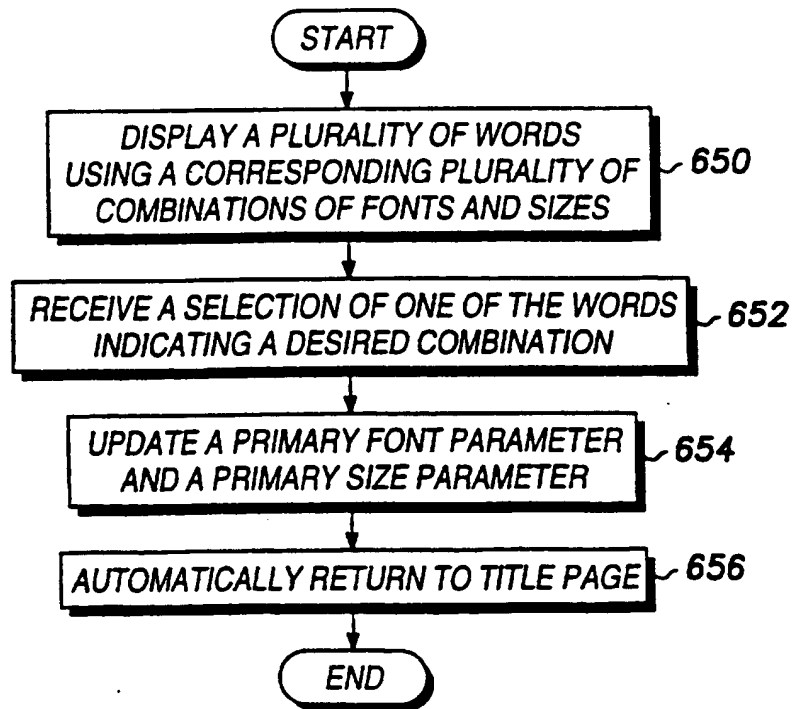 START
DISPLAY A PLURALITY OF WORDS
USING A CORRESPONDING PLURALITY OF
COMBINATIONS OF FONTS AND SIZES
650
RECEIVE A SELECTION OF ONE OF THE WORDS
INDICATING A DESIRED COMBINATION
652
UPDATE A PRIMARY FONT PARAMETER
AND A PRIMARY SIZE PARAMETER
654
AUTOMATICALLY RETURN TO TITLE PAGE
656
END